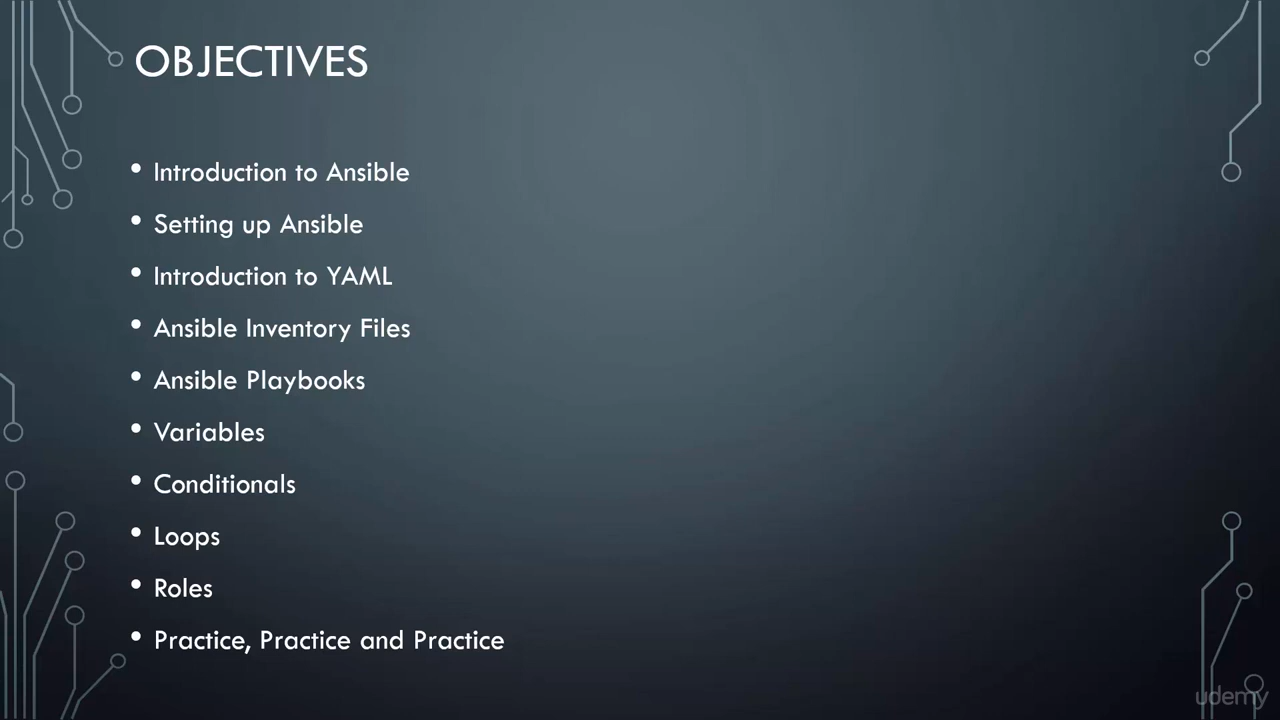 OBJECTIVES
• Introduction to Ansible
• Setting up Ansible
• Introduction to YAML
• Ansible Inventory Files
• Ansible Playbooks
• Variables
• Conditionals
• Loops
• Roles
• Practice, Practice and Practice
udemy